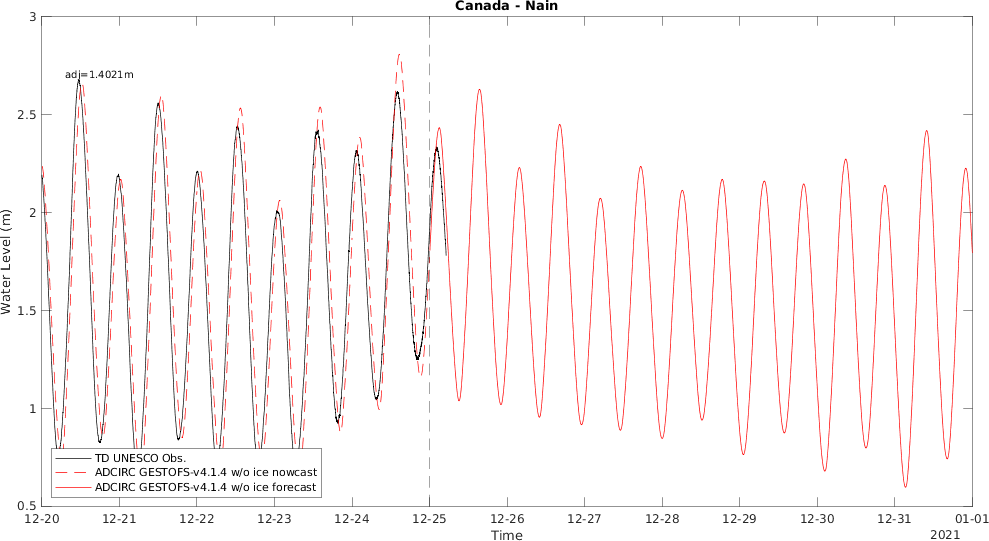 Canada - Nain
adj=1.4021m
3
2.5
2
1.5
1
0.5
Water Level (m)
TD UNESCO Obs.
ADCIRC GESTOFS-v4.1.4 w/o ice nowcast
ADCIRC GESTOFS-v4.1.4 w/o ice forecast
12-20 12-21 12-22 12-23 12-24 12-25 12-26 12-27 12-28 12-29 12-30 12-31 01-01
Time
2021